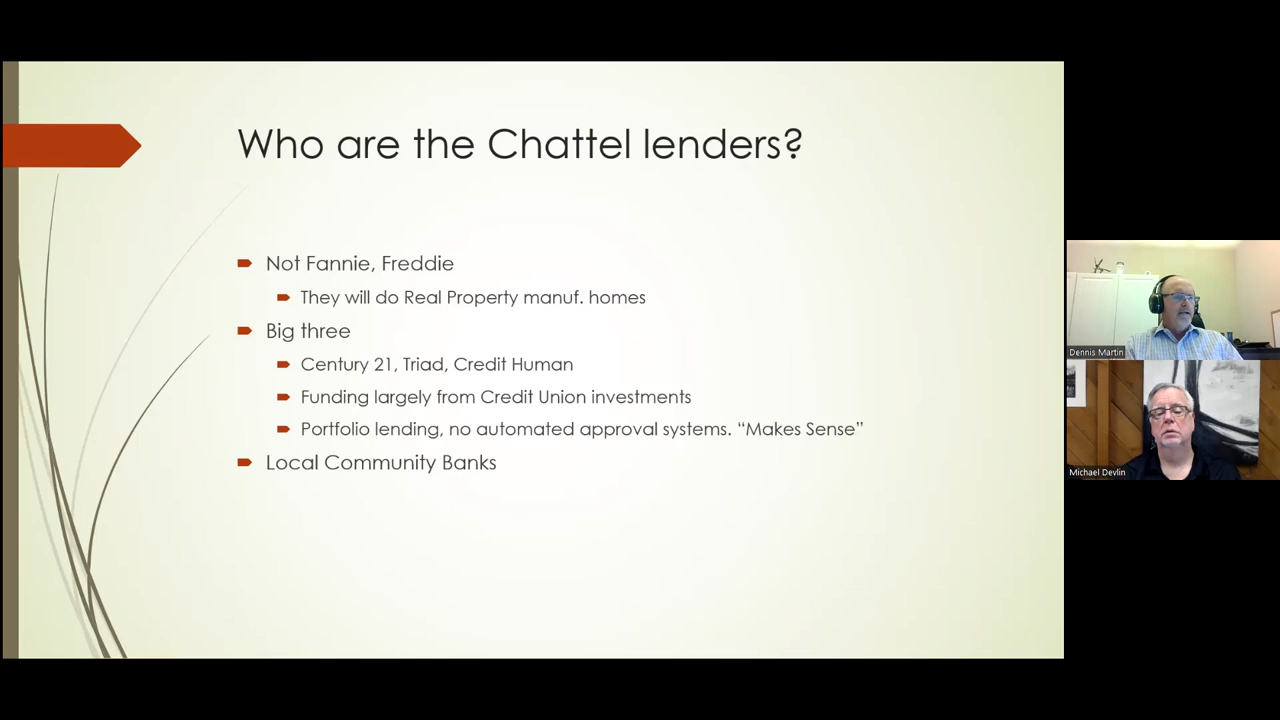 Who are the Chattel lenders?
Not Fannie, Freddie
They will do Real Property manuf. homes
Big three
Century 21, Triad, Credit Human
Funding largely from Credit Union investments
Portfolio lending, no automated approval systems. “Makes Sense”
Local Community Banks
Dennis Martin
Michael Devlin